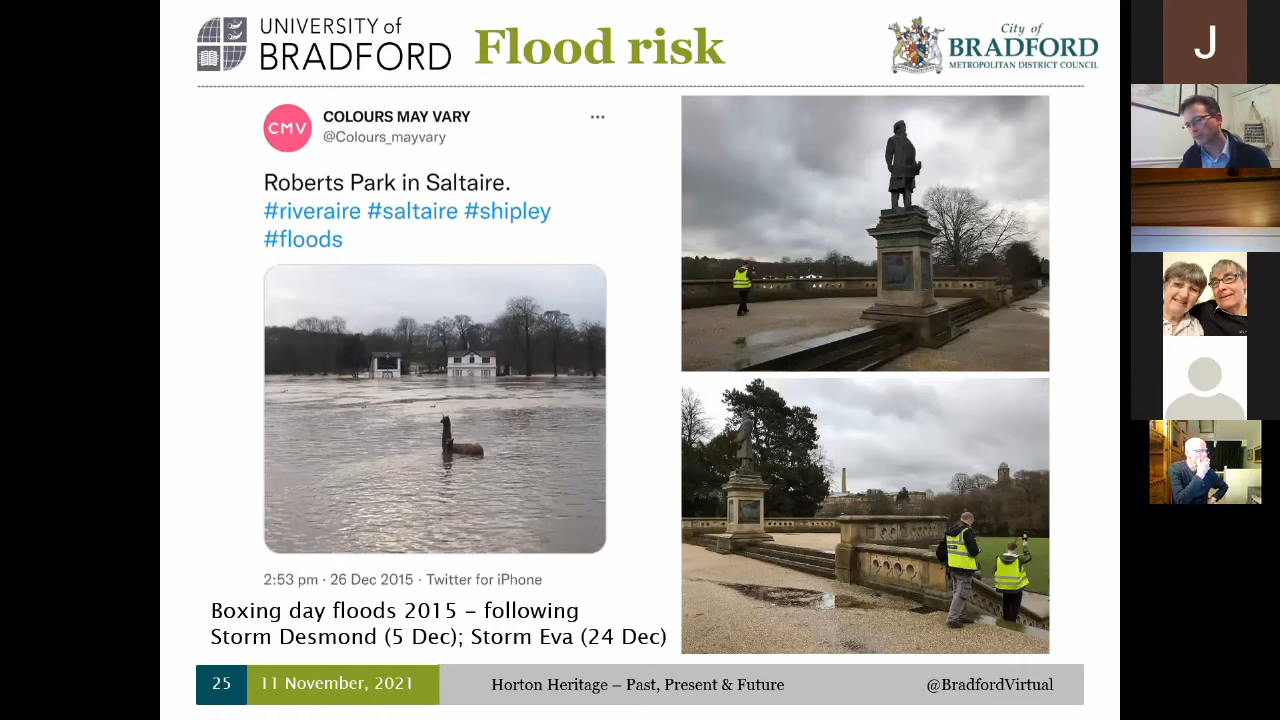 UNIVERSITY of
BRADFORD
Flood risk
City of
BRADFORD
METROPOLITAN DISTRICT COUNCIL
CMV
COLOURS MAY VARY
@Colours_mayvary
Roberts Park in Saltaire.
#riveraire #saltaire #shipley
#floods
2:53 pm · 26 Dec 2015 · Twitter for iPhone
Boxing day floods 2015 – following
Storm Desmond (5 Dec); Storm Eva (24 Dec)
25
11 November, 2021
Horton Heritage – Past, Present & Future
@BradfordVirtual
J